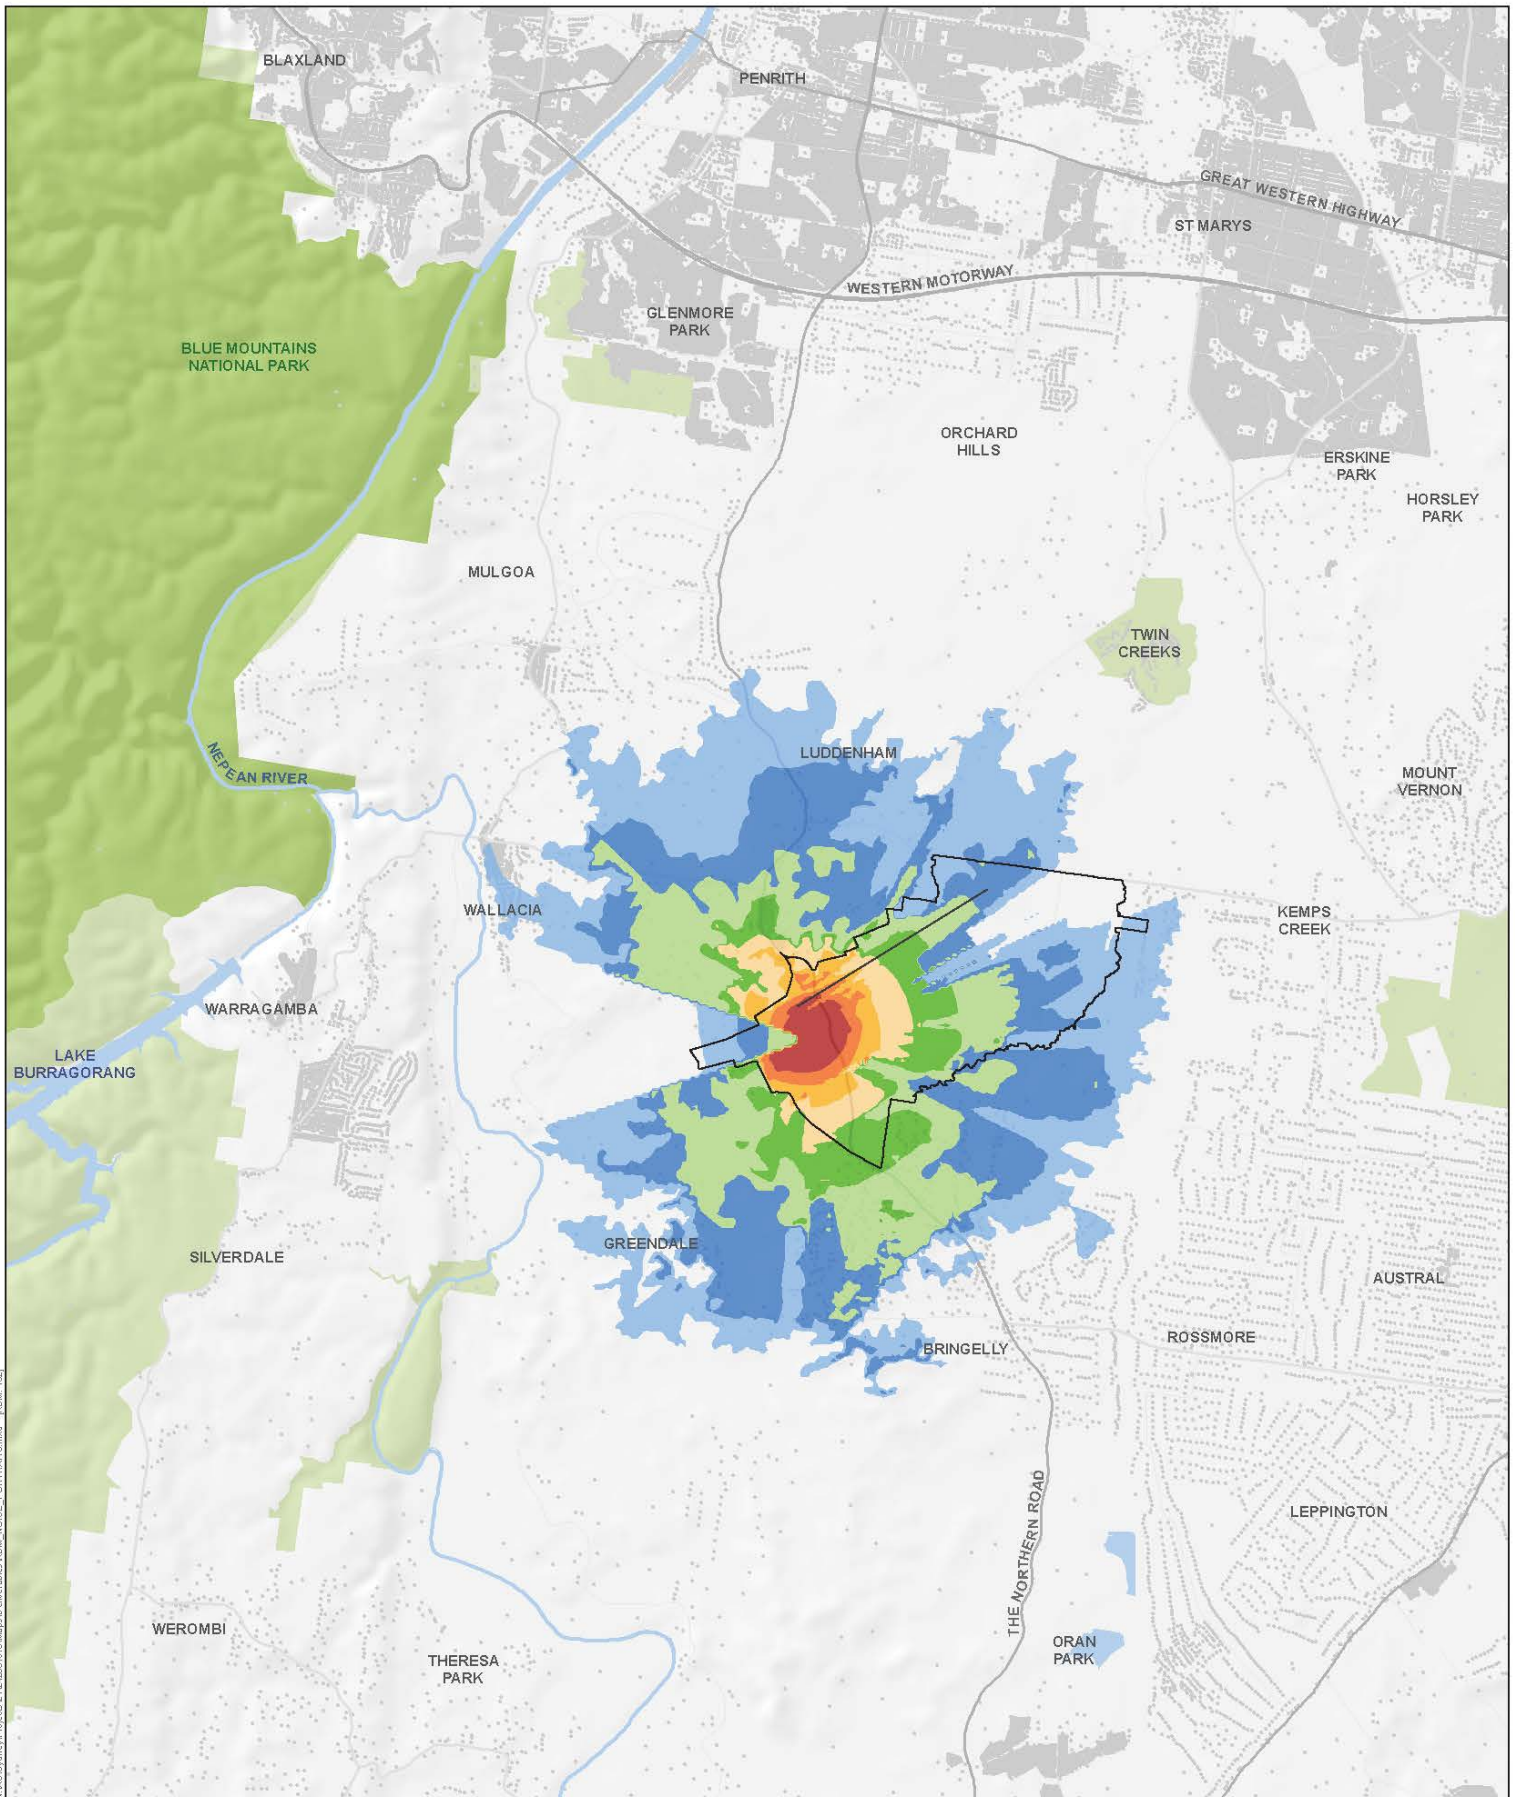 BLAXLAND
PENRITH
GREAT WESTERN HIGHWAY
ST MARYS
WESTERN MOTORWAY
GLENMORE
PARK
BLUE MOUNTAINS
NATIONAL PARK
ORCHARD
HILLS
ERSKINE
PARK
HORSLEY
PARK
MULGOA
TWIN
CREEKS
NEPEAN RIVER
LUDDENHAM
MOUNT
VERNON
WALLACIA
KEMPS
CREEK
WARRAGAMBA
LAKE
BURRAGORANG
SILVERDALE
GREENDALE
AUSTRAL
ROSSMORE
BRINGELLY
THE NORTHERN ROAD
LEPPINGTON
WEROMBI
THERESA
PARK
ORAN
PARK